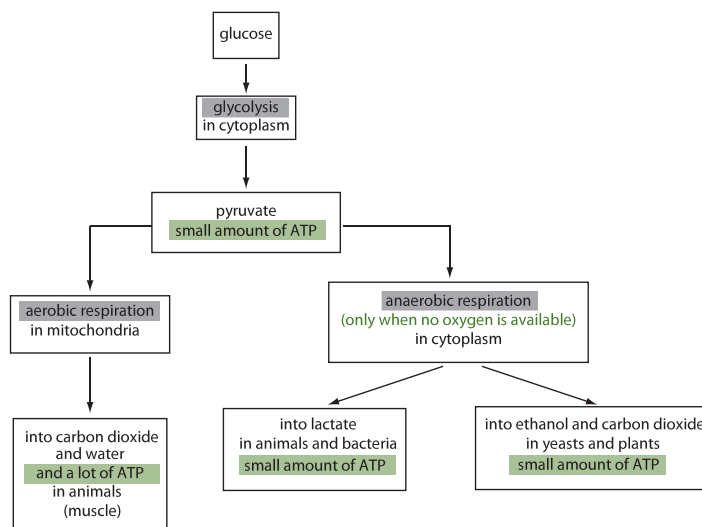 glucose
glycolysis
in cytoplasm
pyruvate
small amount of ATP
aerobic respiration
in mitochondria
anaerobic respiration
(only when no oxygen is available)
in cytoplasm
into carbon dioxide
and water
and a lot of ATP
in animals
(muscle)
into lactate
in animals and bacteria
small amount of ATP
into ethanol and carbon dioxide
in yeasts and plants
small amount of ATP